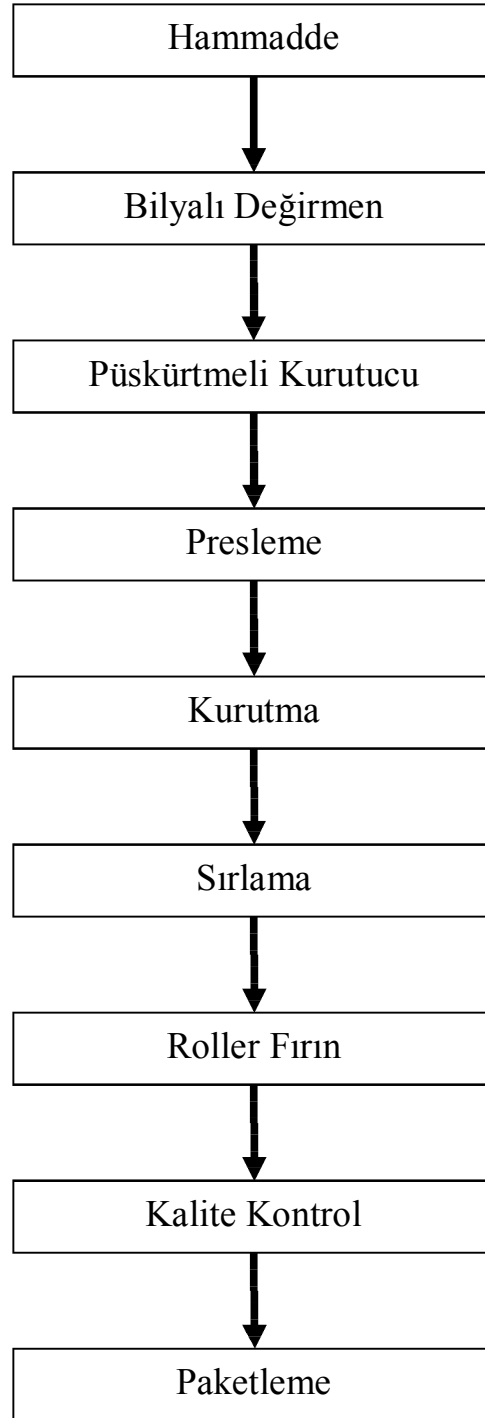 Hammadde
Bilyalı Değirmen
Püskürtmeli Kurutucu
Presleme
Kurutma
Sırlama
Roller Fırın
Kalite Kontrol
Paketleme